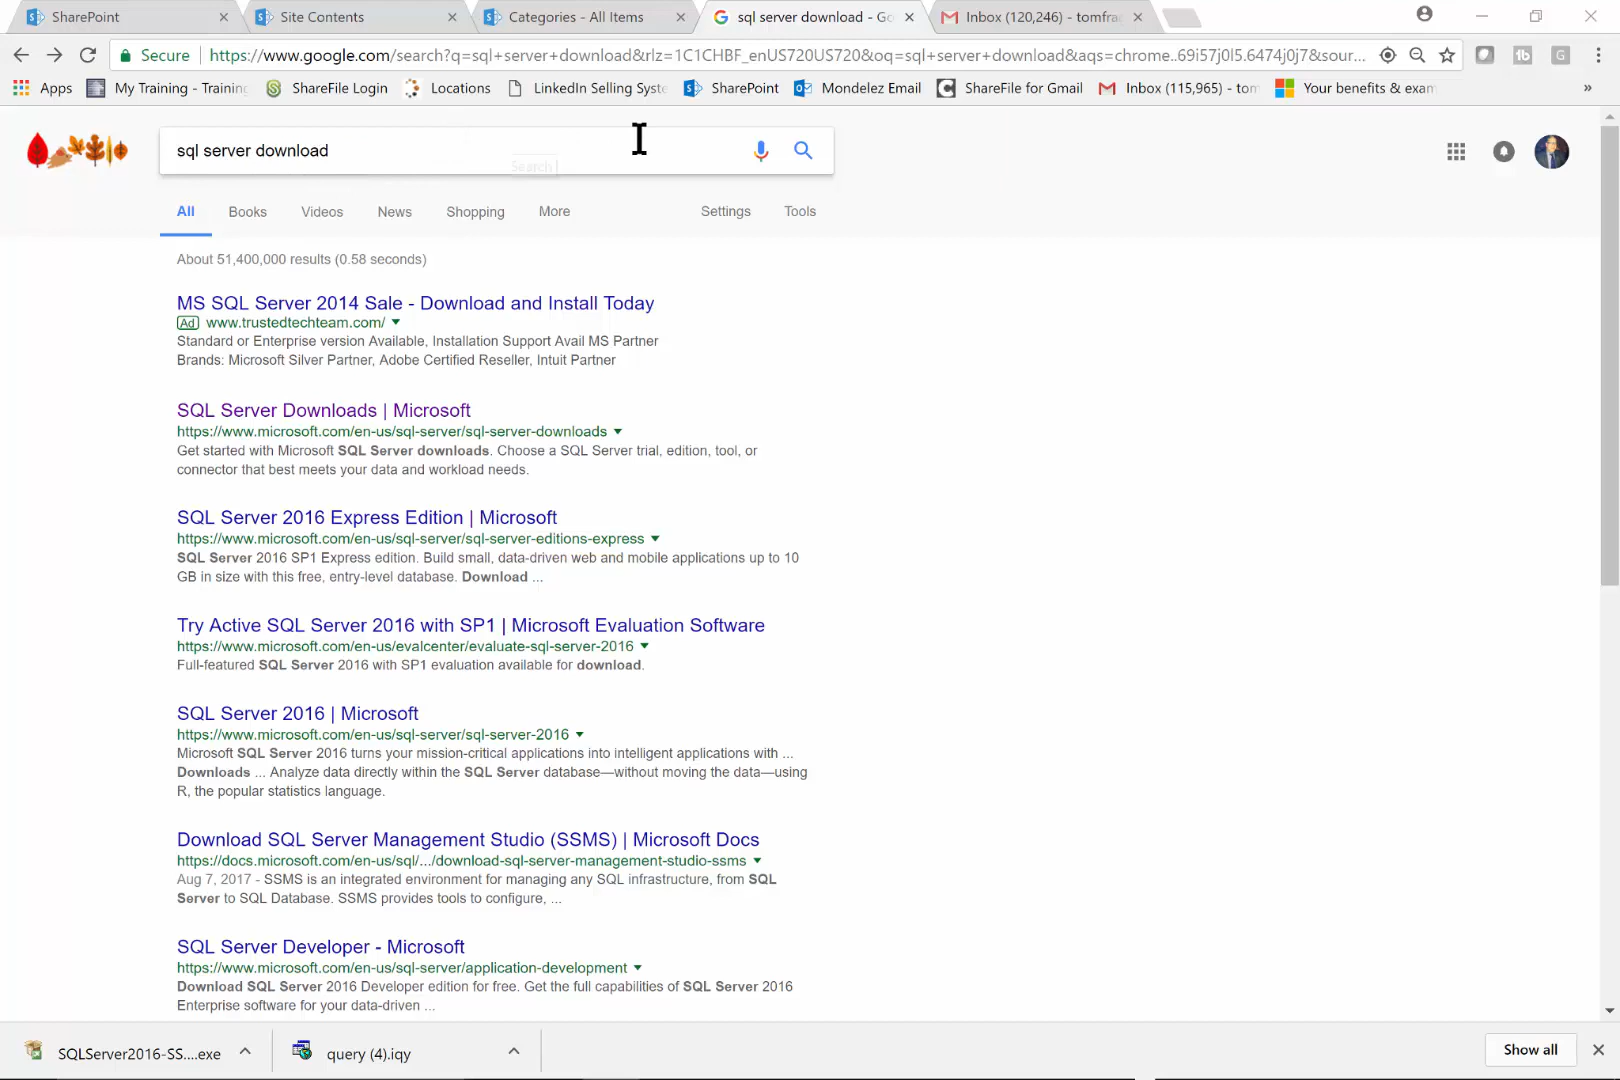 SharePoint
Site Contents
Categories - All Items
sql server download - Go
Inbox (120,246) - tomfra
Secure
https://www.google.com/search?q=sql+server+download&rlz=1C1CHBF_enUS720US720&oq=sql+server+download&aqs=chrome..69i57j0l5.6474j0j7&sour...
Apps
My Training - Training
ShareFile Login
Locations
LinkedIn Selling Syste
SharePoint
Mondelez Email
ShareFile for Gmail
Inbox (115,965) - tom
Your benefits & exam
»
sql server download
Search
All
Books
Videos
News
Shopping
More
Settings
Tools
About 51,400,000 results (0.58 seconds)
MS SQL Server 2014 Sale - Download and Install Today
Ad www.trustedtechteam.com/
Standard or Enterprise version Available, Installation Support Avail MS Partner
Brands: Microsoft Silver Partner, Adobe Certified Reseller, Intuit Partner
SQL Server Downloads | Microsoft
https://www.microsoft.com/en-us/sql-server/sql-server-downloads
Get started with Microsoft SQL Server downloads. Choose a SQL Server trial, edition, tool, or
connector that best meets your data and workload needs.
SQL Server 2016 Express Edition | Microsoft
https://www.microsoft.com/en-us/sql-server/sql-server-editions-express
SQL Server 2016 SP1 Express edition. Build small, data-driven web and mobile applications up to 10
GB in size with this free, entry-level database. Download ...
Try Active SQL Server 2016 with SP1 | Microsoft Evaluation Software
https://www.microsoft.com/en-us/evalcenter/evaluate-sql-server-2016
Full-featured SQL Server 2016 with SP1 evaluation available for download.
SQL Server 2016 | Microsoft
https://www.microsoft.com/en-us/sql-server/sql-server-2016
Microsoft SQL Server 2016 turns your mission-critical applications into intelligent applications with ...
Downloads ... Analyze data directly within the SQL Server database—without moving the data—using
R, the popular statistics language.
Download SQL Server Management Studio (SSMS) | Microsoft Docs
https://docs.microsoft.com/en-us/sql/.../download-sql-server-management-studio-ssms
Aug 7, 2017 - SSMS is an integrated environment for managing any SQL infrastructure, from SQL
Server to SQL Database. SSMS provides tools to configure, ...
SQL Server Developer - Microsoft
https://www.microsoft.com/en-us/sql-server/application-development
Download SQL Server 2016 Developer edition for free. Get the full capabilities of SQL Server 2016
Enterprise software for your data-driven ...
SQLServer2016-SS....exe
query (4).iqy
Show all